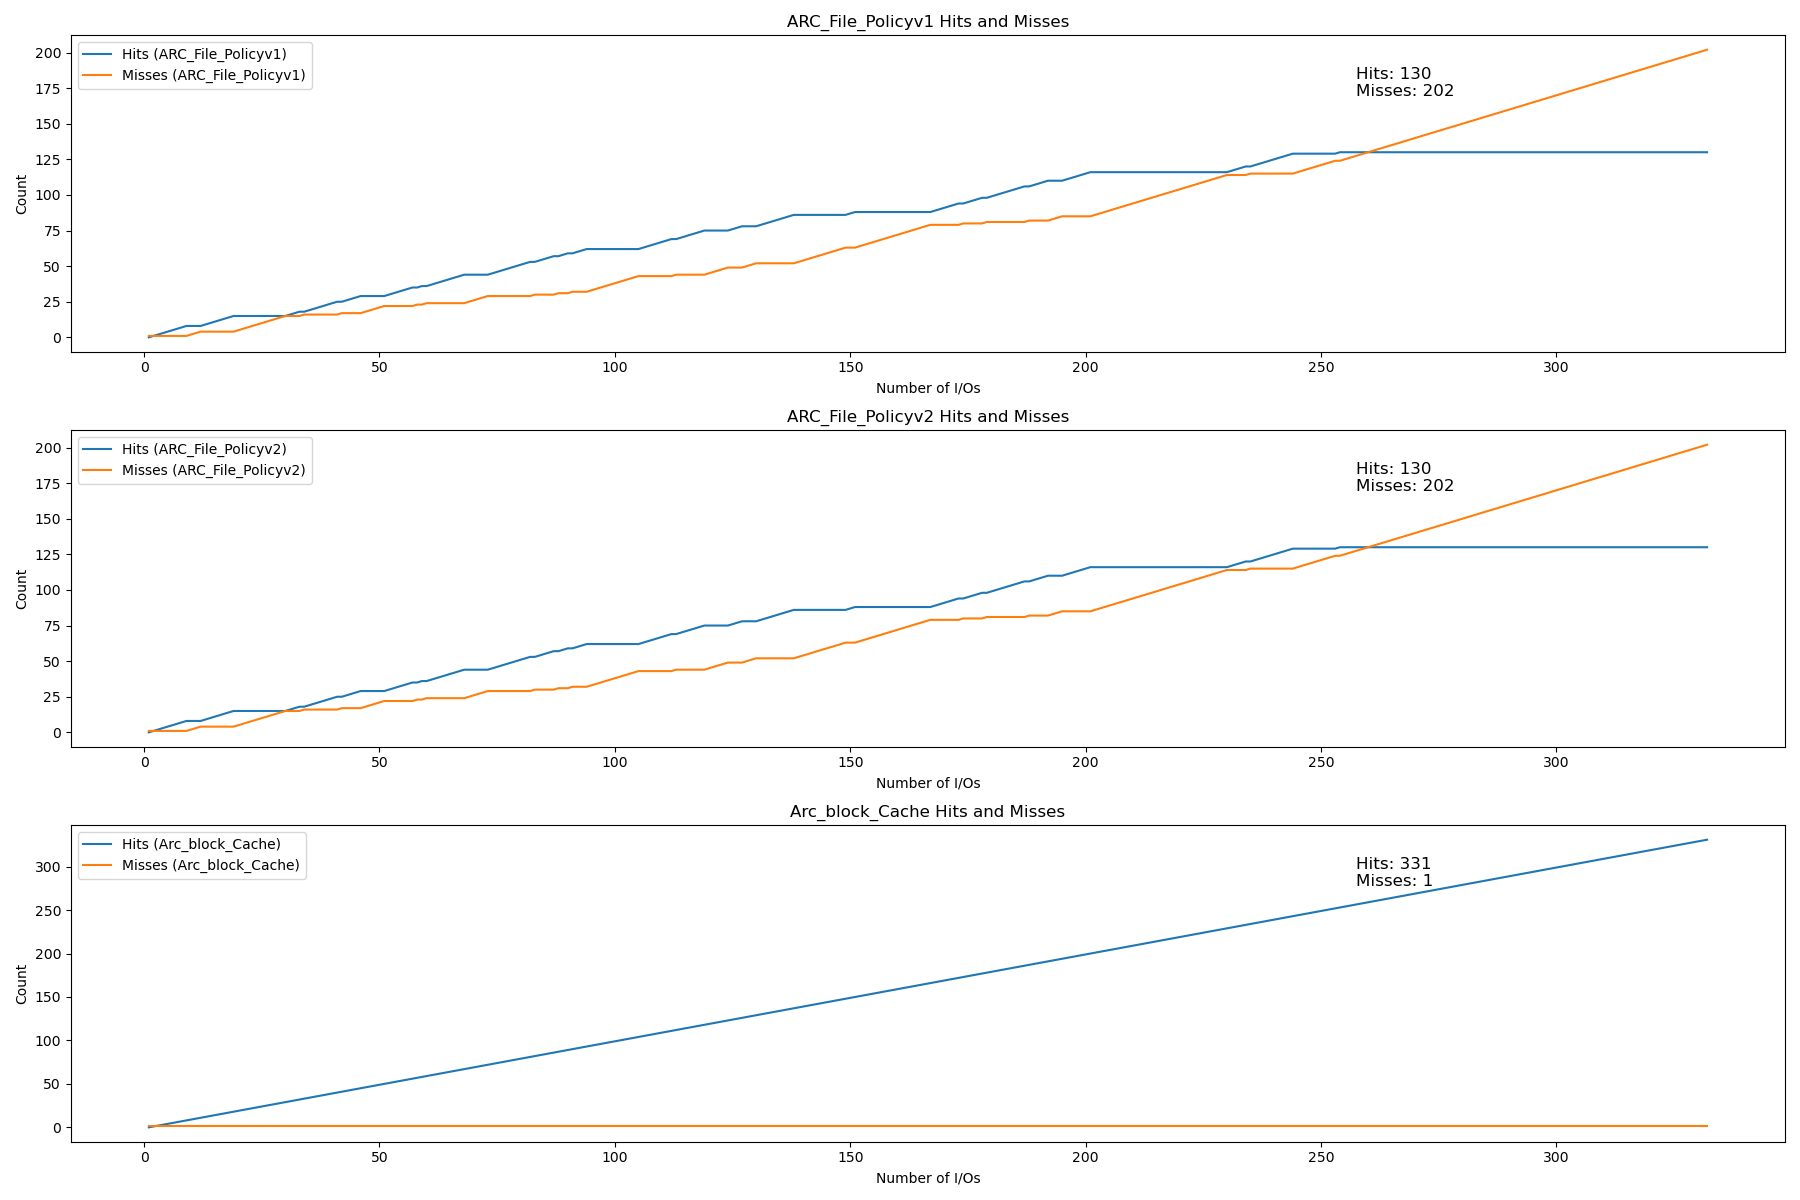 ARC_File_Policyv1 Hits and Misses
Hits (ARC_File_Policyv1)
Misses (ARC_File_Policyv1)
Hits: 130
Misses: 202
Count
200
175
150
125
100
75
50
25
0
0 50 100 150 200 250 300
Number of I/Os
ARC_File_Policyv2 Hits and Misses
Hits (ARC_File_Policyv2)
Misses (ARC_File_Policyv2)
Hits: 130
Misses: 202
Count
200
175
150
125
100
75
50
25
0
0 50 100 150 200 250 300
Number of I/Os
Arc_block_Cache Hits and Misses
Hits (Arc_block_Cache)
Misses (Arc_block_Cache)
Hits: 331
Misses: 1
Count
300
250
200
150
100
50
0
0 50 100 150 200 250 300
Number of I/Os